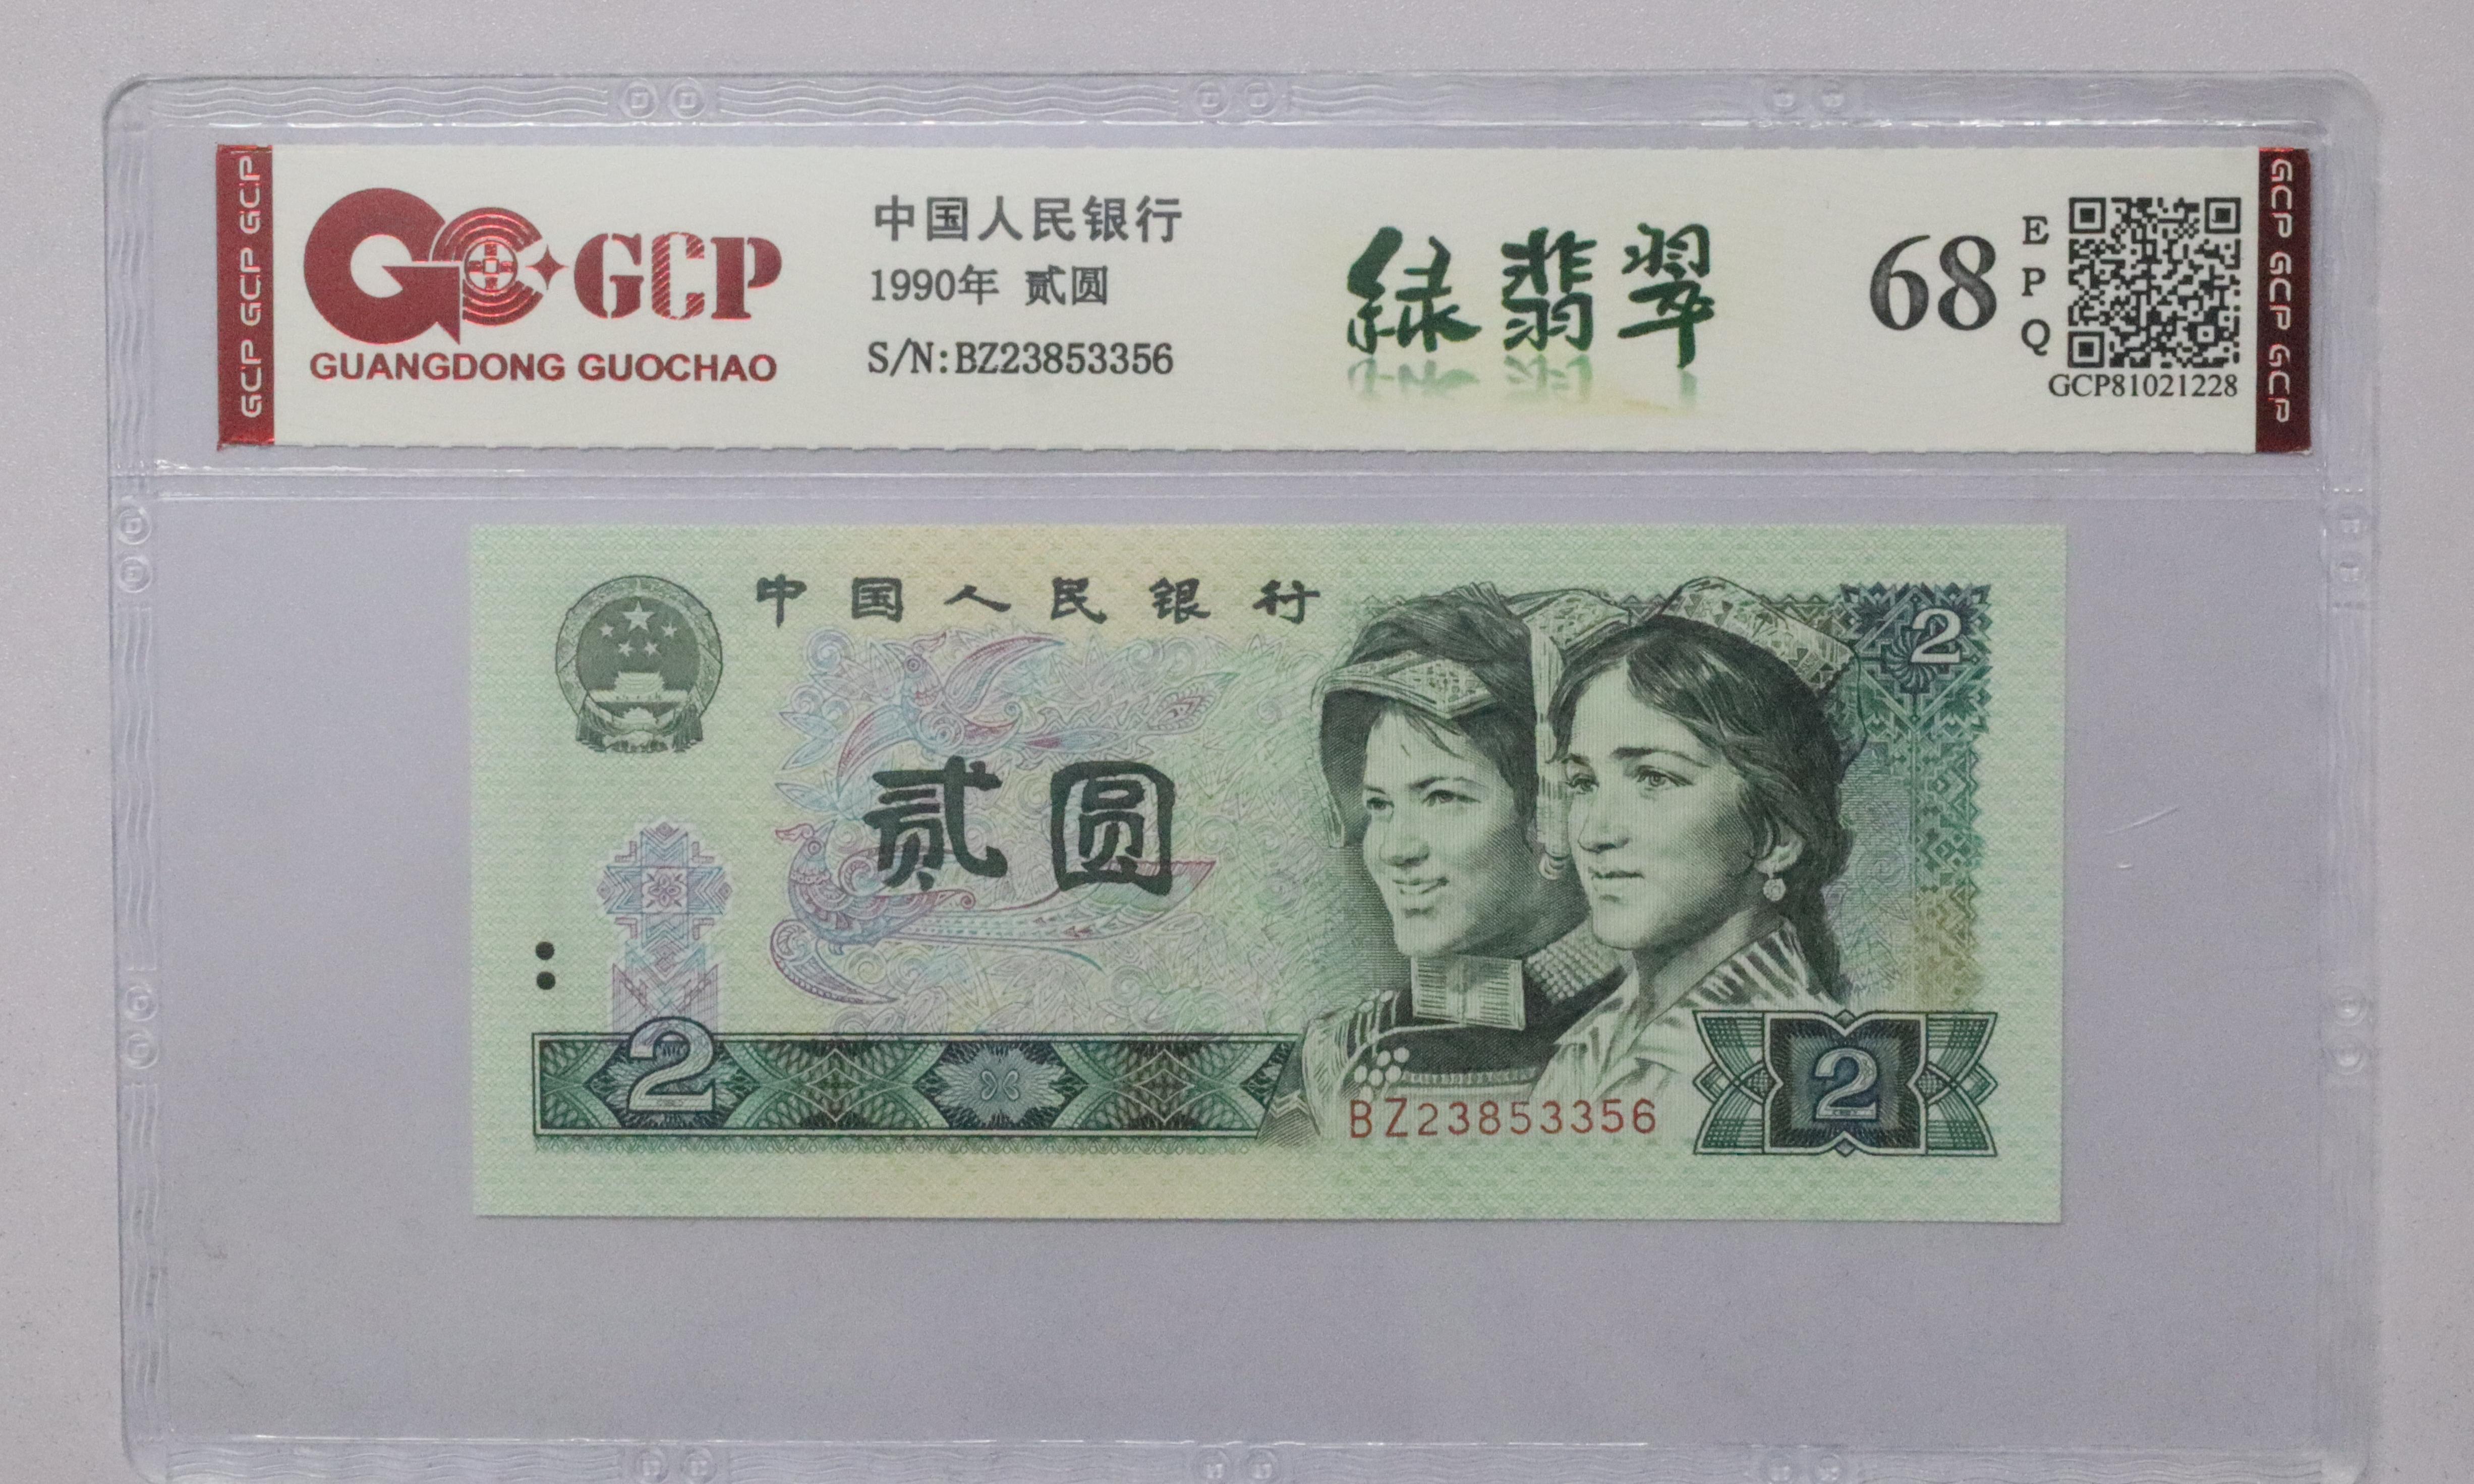 GCP GCP GCP
GCP
GUANGDONG GUOCHAO
中国人民银行
1990年 贰圆
S/N:BZ23853356
绿翡翠
68
EPQ
GCP81021228
GCP GCP GCP
中国人民银行
2
贰圆
2
BZ23853356
2